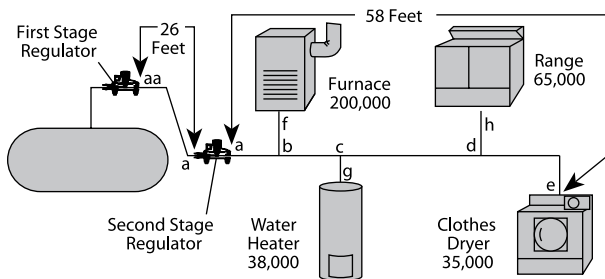 58 Feet
First Stage
Regulator
26
Feet
aa
Furnace
200,000
Range
65,000
f
h
a
a
b
c
d
g
e
Second Stage
Regulator
Water
Heater
38,000
Clothes
Dryer
35,000